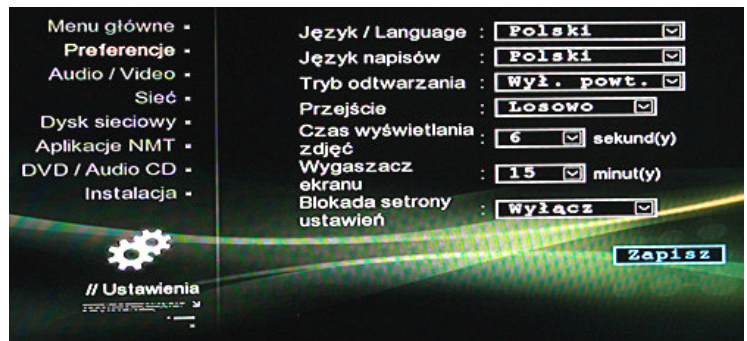 Menu główne
Preferencje
Audio / Video
Sieć
Dysk sieciowy
Aplikacje NMT
DVD / Audio CD
Instalacja
// Ustawienia
Język / Language : Polski
Język napisów : Polski
Tryb odtwarzania : Wył. powt.
Przejście : Losowo
Czas wyświetlania
zdjęć : 6 sekund(y)
Wygaszacz
ekranu : 15 minut(y)
Blokada setrony
ustawień : Wyłącz
Zapisz